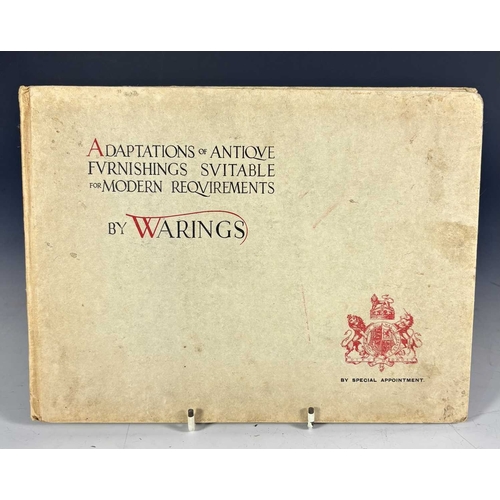 ADAPTATIONS OF ANTIQVE
FVRNISHINGS SVITABLE
FOR MODERN REQVIREMENTS
BY WARINGS
BY SPECIAL APPOINTMENT.